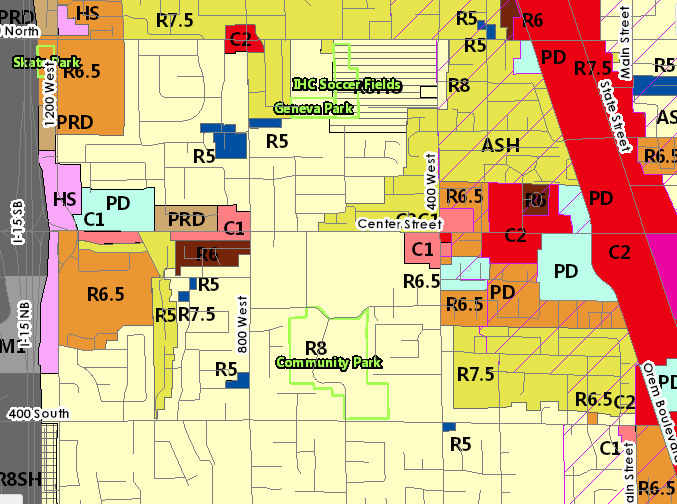 PRD
HS
R7.5
R5
R6
Main Street
North
C2
R5
PD
R7.5
R5
Skate Park
R6.5
IHC Soccer Fields
R8
State Street
1200 West
Geneva Park
PRD
R5
R5
ASH
R6.5
400 West
HS
PD
R6.5
R6
PD
I-15 SB
C1
PRD
C1
Center Street
C2
C2
R6
C1
PD
R6.5
R5
R6.5
PD
I-15 NB
R5
R7.5
R6.5
800 West
M1
R8
Community Park
R5
R7.5
PD
Orem Boulevard
R6.5
C2
400 South
R5
C1
R8SH
R6.5